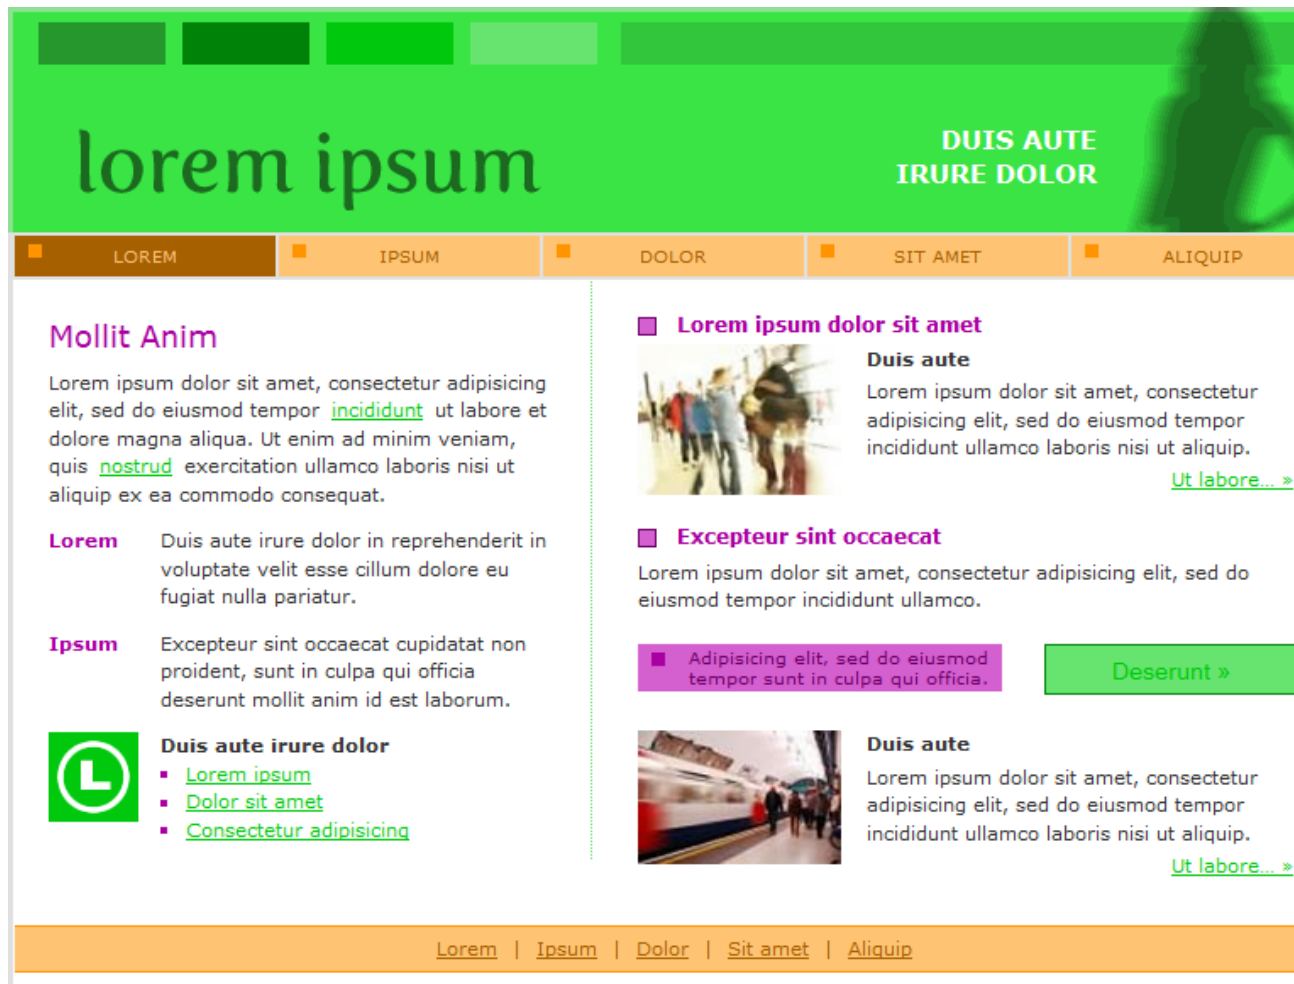 lorem ipsum
DUIS AUTE
IRURE DOLOR
LOREM
IPSUM
DOLOR
SIT AMET
ALIQUIP
Mollit Anim
Lorem ipsum dolor sit amet, consectetur adipisicing
elit, sed do eiusmod tempor incididunt ut labore et
dolore magna aliqua. Ut enim ad minim veniam,
quis nostrud exercitation ullamco laboris nisi ut
aliquip ex ea commodo consequat.
Lorem
Duis aute irure dolor in reprehenderit in
voluptate velit esse cillum dolore eu
fugiat nulla pariatur.
Ipsum
Excepteur sint occaecat cupidatat non
proident, sunt in culpa qui officia
deserunt mollit anim id est laborum.
L
Duis aute irure dolor
Lorem ipsum
Dolor sit amet
Consectetur adipisicing
Lorem ipsum dolor sit amet
Duis aute
Lorem ipsum dolor sit amet, consectetur
adipisicing elit, sed do eiusmod tempor
incididunt ullamco laboris nisi ut aliquip.
Ut labore... »
Excepteur sint occaecat
Lorem ipsum dolor sit amet, consectetur adipisicing elit, sed do
eiusmod tempor incididunt ullamco.
Adipisicing elit, sed do eiusmod
tempor sunt in culpa qui officia.
Deserunt »
Duis aute
Lorem ipsum dolor sit amet, consectetur
adipisicing elit, sed do eiusmod tempor
incididunt ullamco laboris nisi ut aliquip.
Ut labore... »
Lorem | Ipsum | Dolor | Sit amet | Aliquip